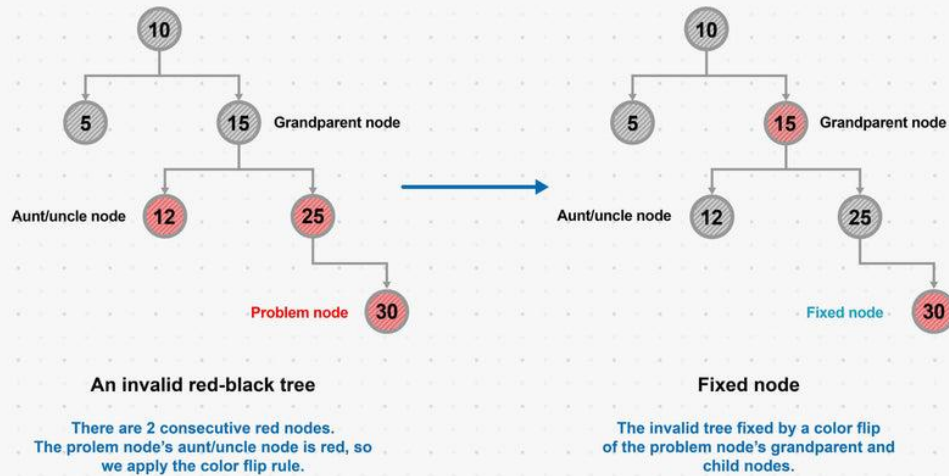 10
5
15
Grandparent node
Aunt/uncle node
12
25
Problem node
30
An invalid red-black tree
There are 2 consecutive red nodes.
The prolem node's aunt/uncle node is red, so
we apply the color flip rule.
10
5
15
Grandparent node
Aunt/uncle node
12
25
Fixed node
30
Fixed node
The invalid tree fixed by a color flip
of the problem node's grandparent and
child nodes.